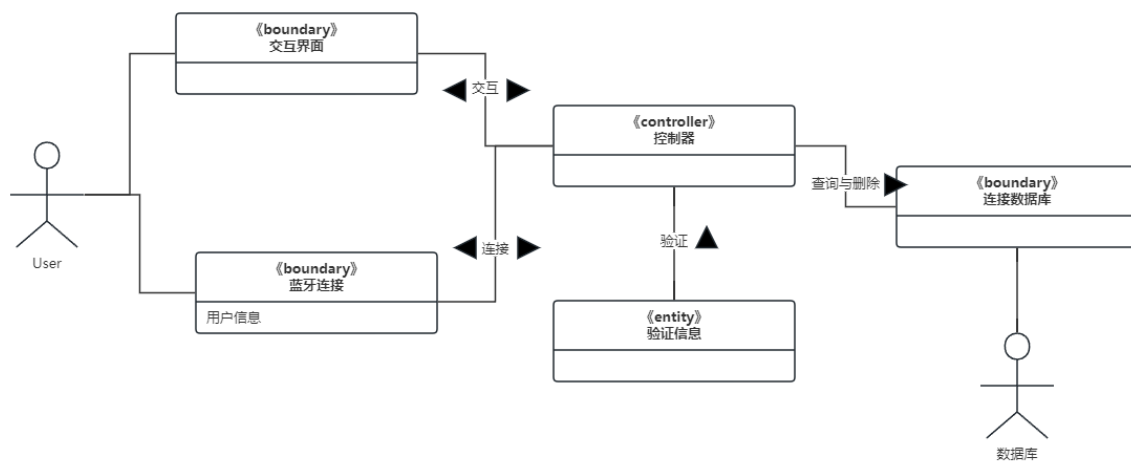 《boundary》
交互界面
交互
《controller》
控制器
查询与删除
《boundary》
连接数据库
User
《boundary》
蓝牙连接
用户信息
连接
验证
《entity》
验证信息
数据库